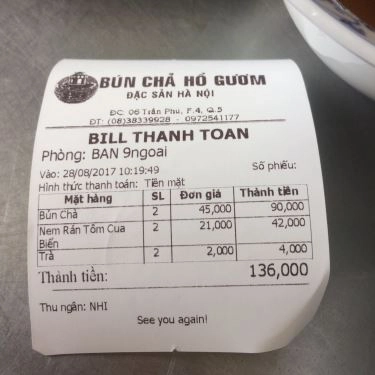 BÚN CHẢ HỒ GƯƠM
ĐẶC SẢN HÀ NỘI
ĐC: 06 Trần Phú, F.4, Q.5
ĐT: (08)38339928 - 0972541177
BILL THANH TOAN
Phòng: BAN 9ngoai
Vào: 28/08/2017 10:19:49 Số phiếu:
Hình thức thanh toán: Tiền mặt
Mặt hàng SL Đơn giá Thành tiền
Bún Chả 2 45,000 90,000
Nem Rán Tôm Cua 2 21,000 42,000
Biển
Trà 2 2,000 4,000
Thành tiền: 136,000
Thu ngân: NHI
See you again!